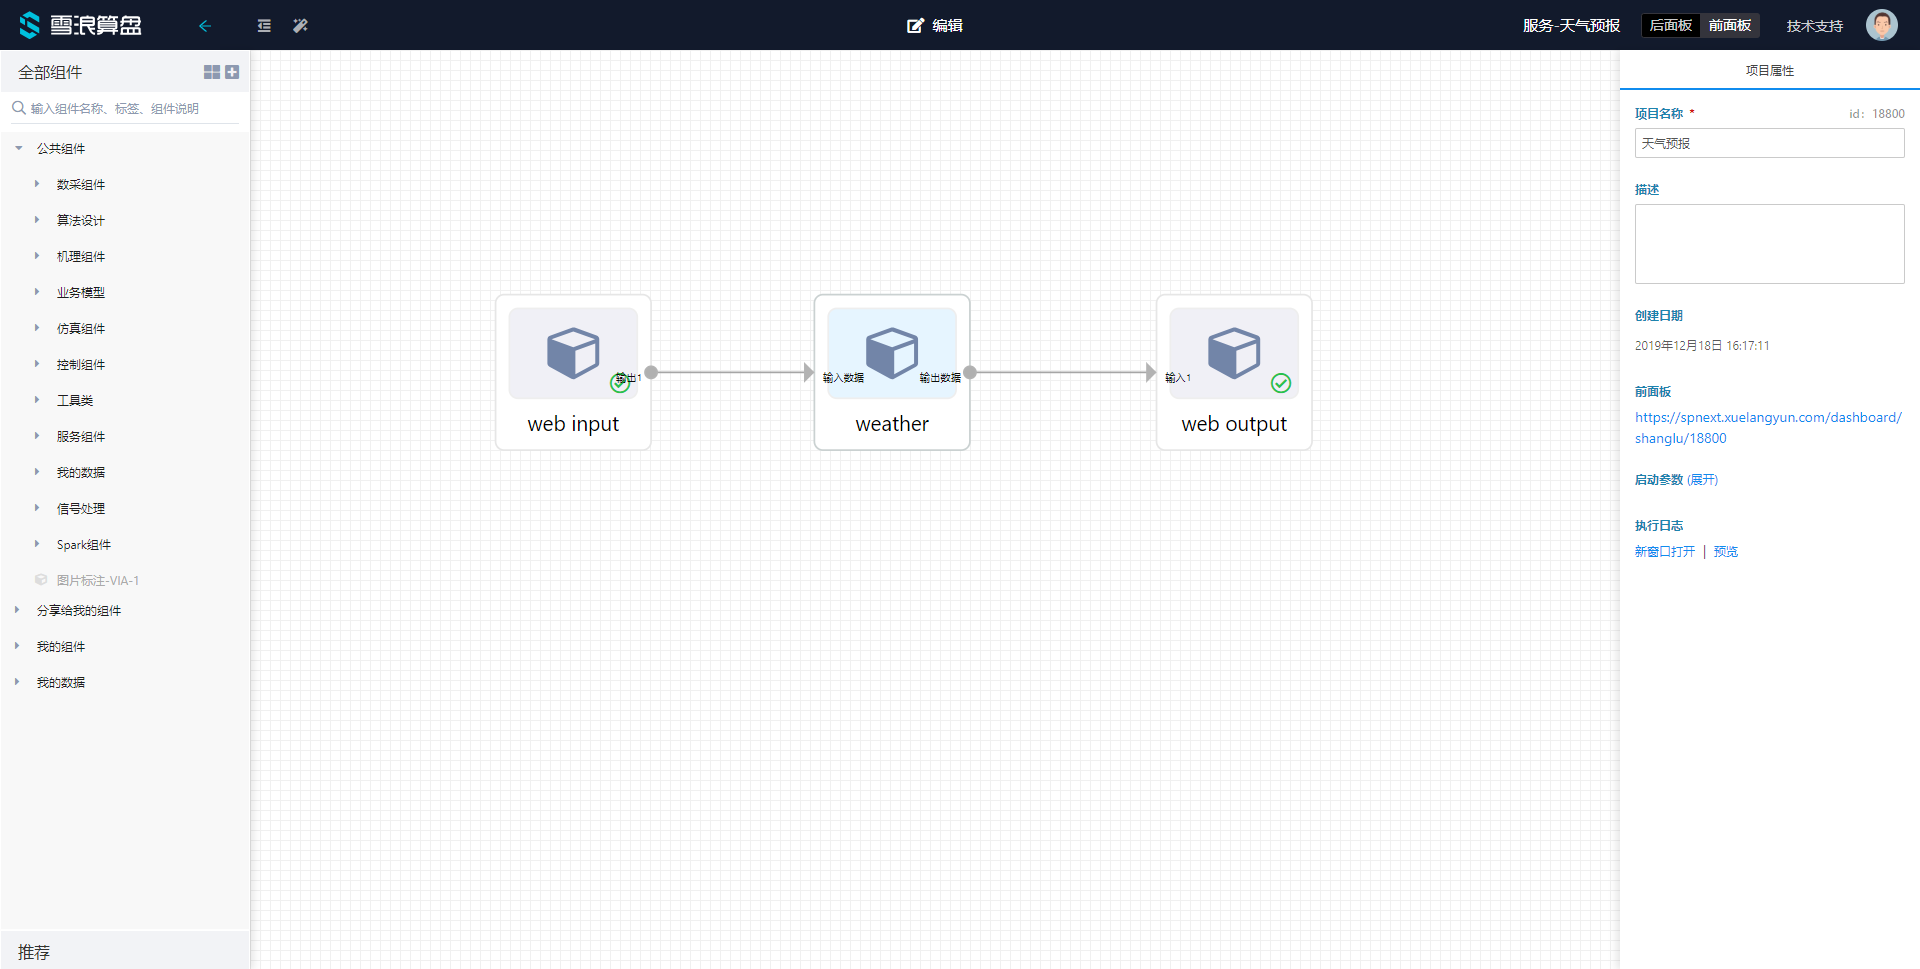 雪浪算盘
编辑
服务-天气预报
后面板
前面板
技术支持
全部组件
输入组件名称、标签、组件说明
公共组件
数采组件
算法设计
机理组件
业务模型
仿真组件
控制组件
工具类
服务组件
我的数据
信号处理
Spark组件
图片标注-VIA-1
分享给我的组件
我的组件
我的数据
推荐
输出1
web input
输入数据
输出数据
weather
输入1
web output
项目属性
项目名称 *
id: 18800
天气预报
描述
创建日期
2019年12月18日 16:17:11
前面板
https://spnext.xuelangyun.com/dashboard/
shanglu/18800
启动参数 (展开)
执行日志
新窗口打开 | 预览